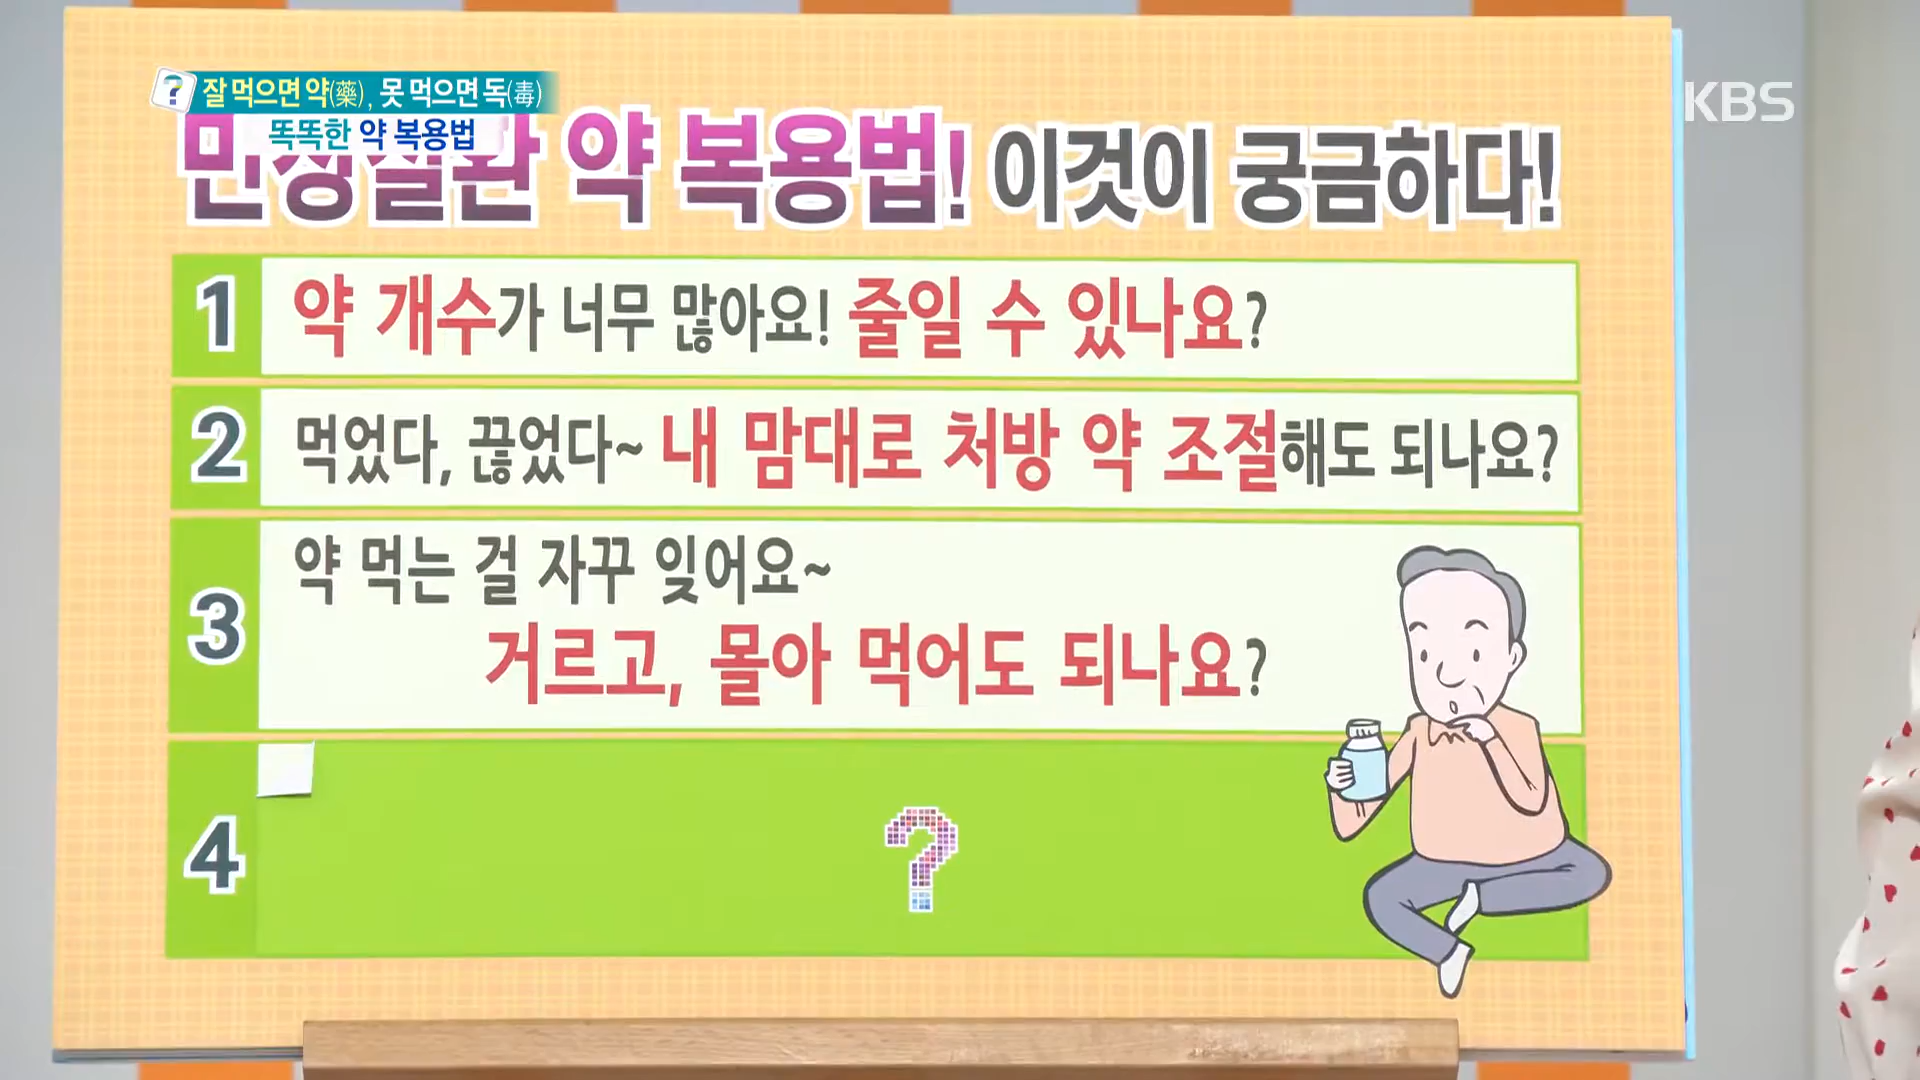 잘 먹으면 약(藥), 못 먹으면 독(毒)
KBS
똑똑한 약 복용법
만성질환 약 복용법! 이것이 궁금하다!
1 약 개수가 너무 많아요! 줄일 수 있나요?
2 먹었다, 끊었다~ 내 맘대로 처방 약 조절해도 되나요?
3 약 먹는 걸 자꾸 잊어요~
거르고, 몰아 먹어도 되나요?
4 ?